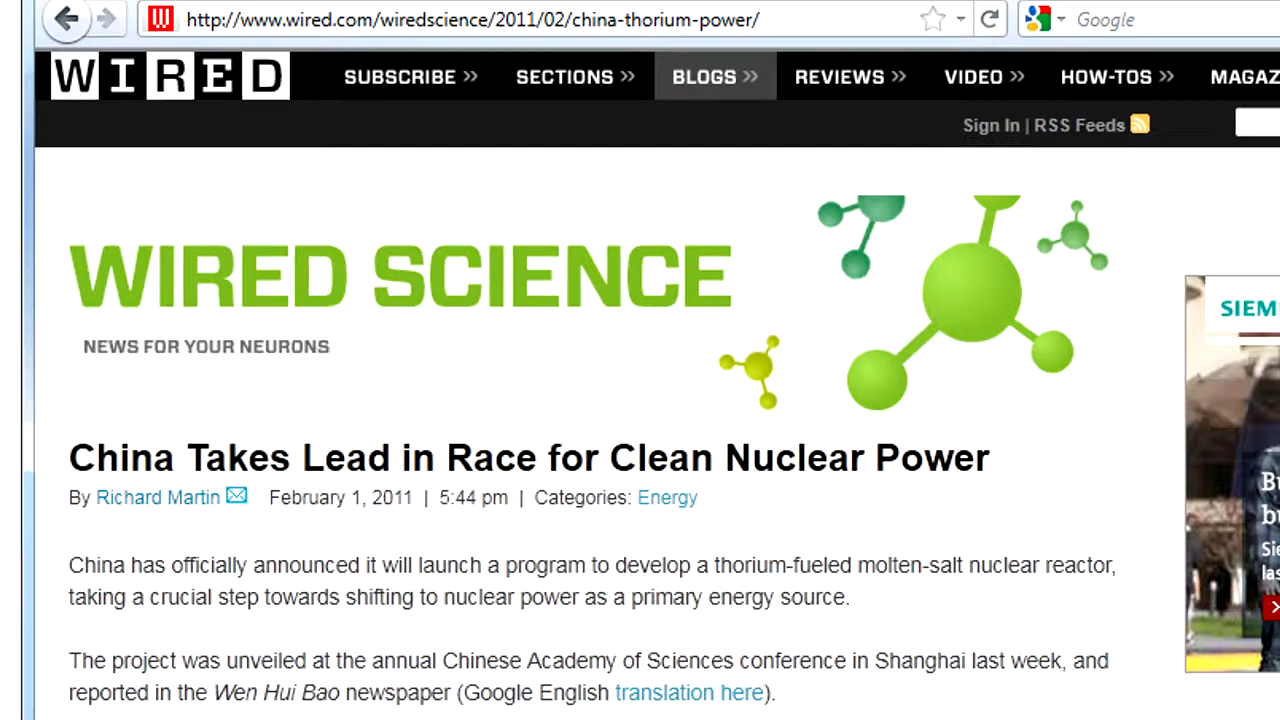 http://www.wired.com/wiredscience/2011/02/china-thorium-power/
Google
WIRED
SUBSCRIBE >> SECTIONS >> BLOGS >> REVIEWS >> VIDEO >> HOW-TOS >> MAGAZ
Sign In | RSS Feeds
WIRED SCIENCE
NEWS FOR YOUR NEURONS
SIEM
China Takes Lead in Race for Clean Nuclear Power
By Richard Martin February 1, 2011 | 5:44 pm | Categories: Energy
China has officially announced it will launch a program to develop a thorium-fueled molten-salt nuclear reactor,
taking a crucial step towards shifting to nuclear power as a primary energy source.
The project was unveiled at the annual Chinese Academy of Sciences conference in Shanghai last week, and
reported in the Wen Hui Bao newspaper (Google English translation here).